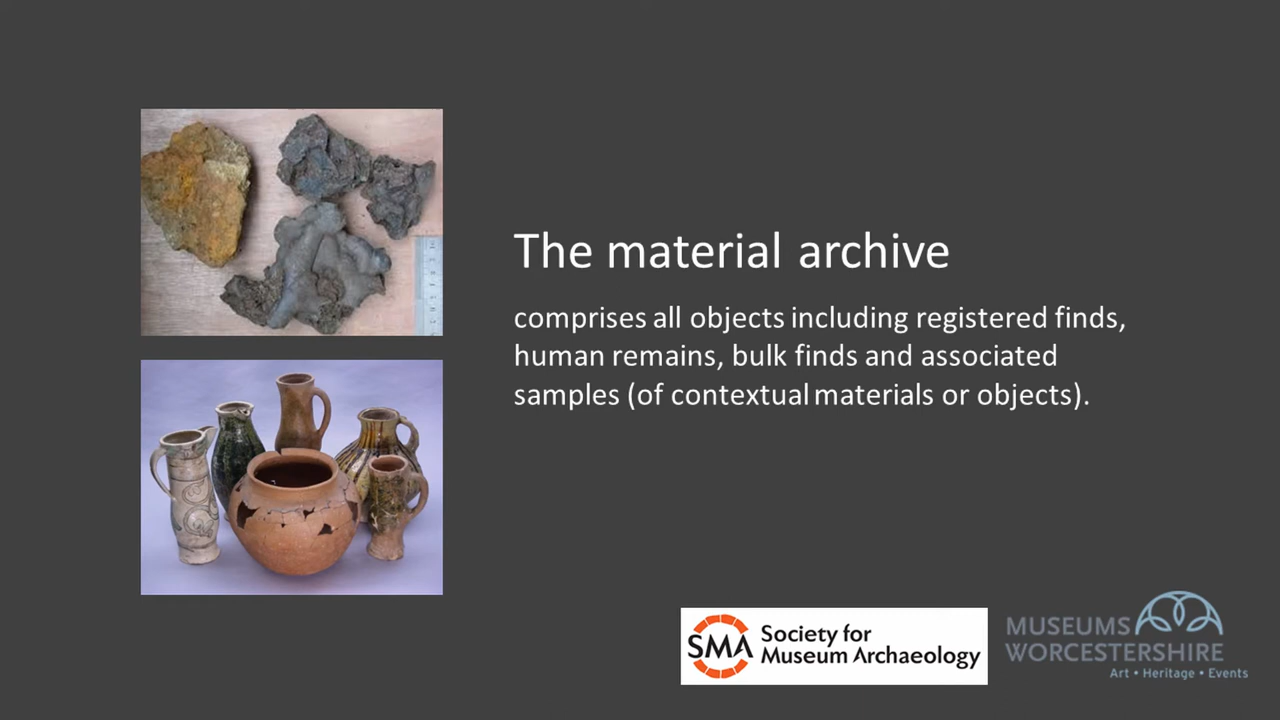 The material archive
comprises all objects including registered finds,
human remains, bulk finds and associated
samples (of contextual materials or objects).
SMA Society for
Museum Archaeology
MUSEUMS
WORCESTERSHIRE
Art • Heritage • Events